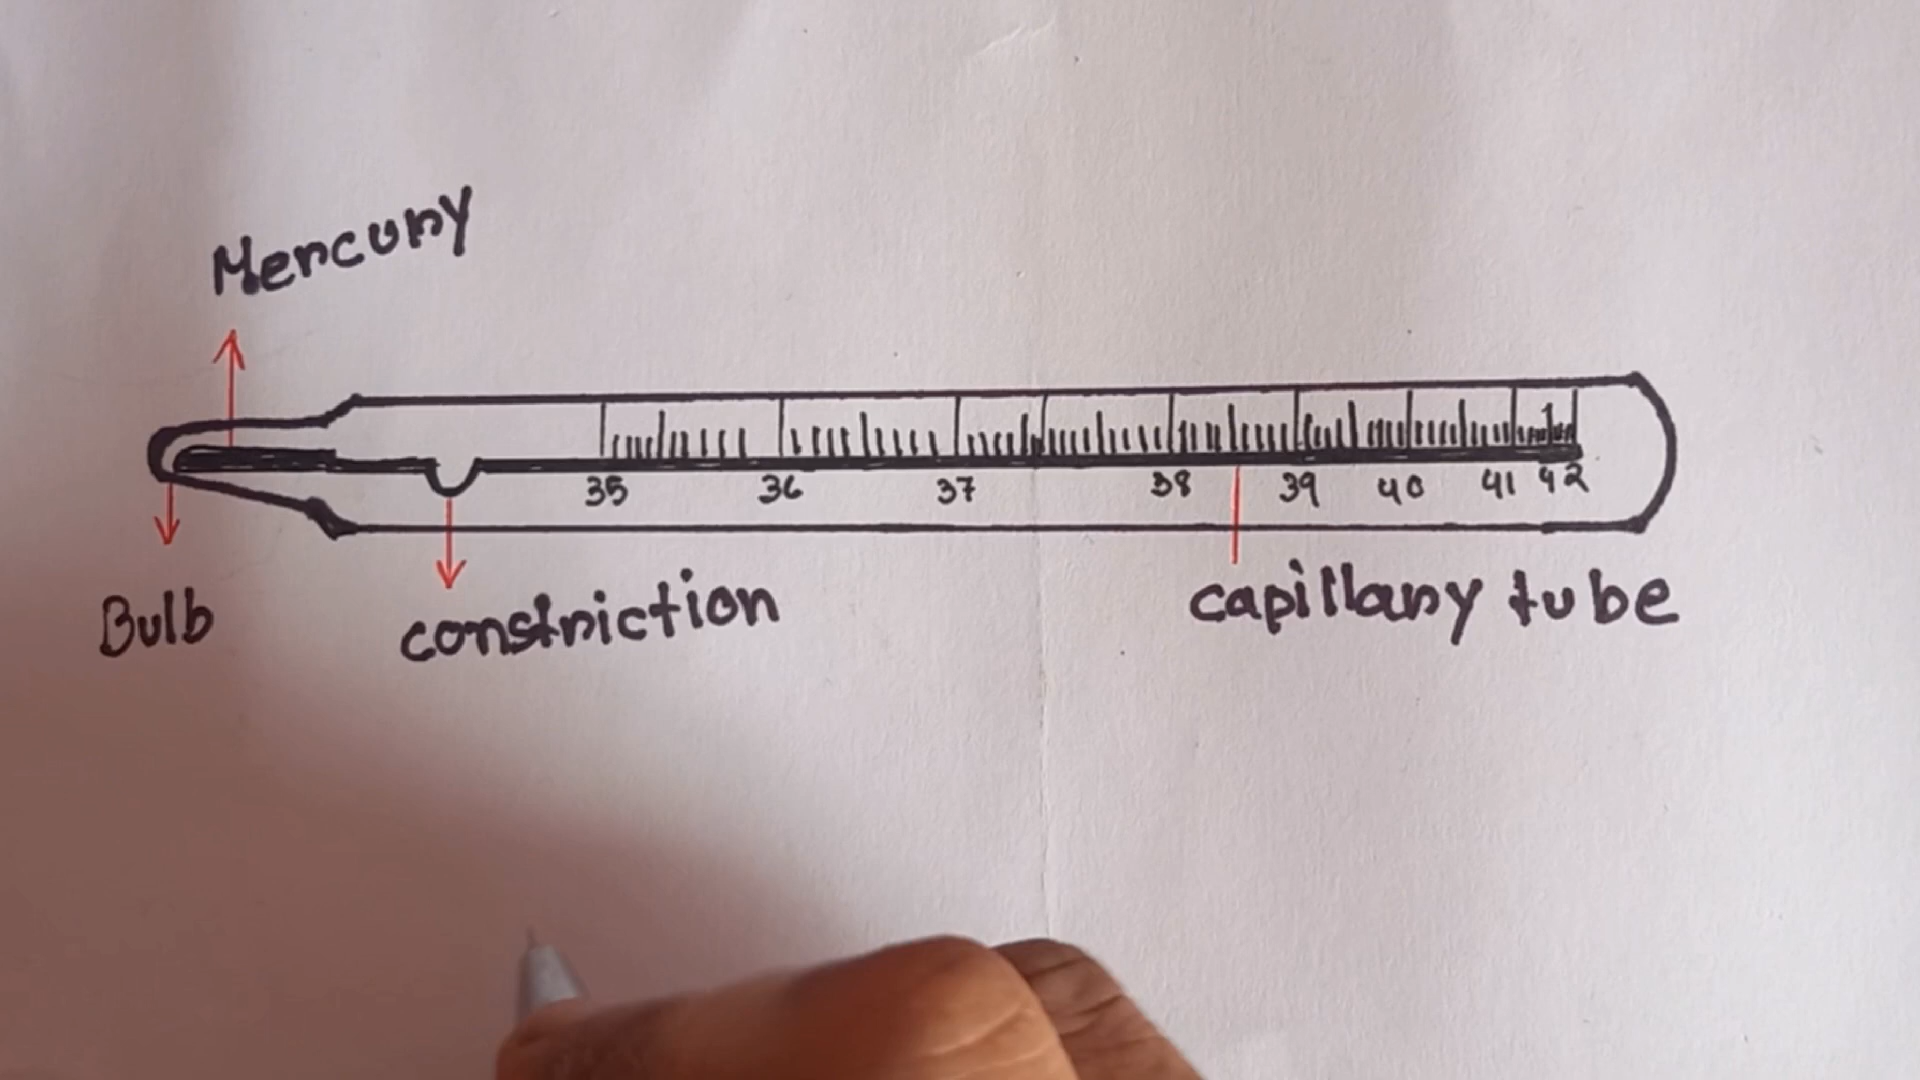 Mercury
35 36 37 38 39 40 41 42
Bulb
constriction
capillary tube